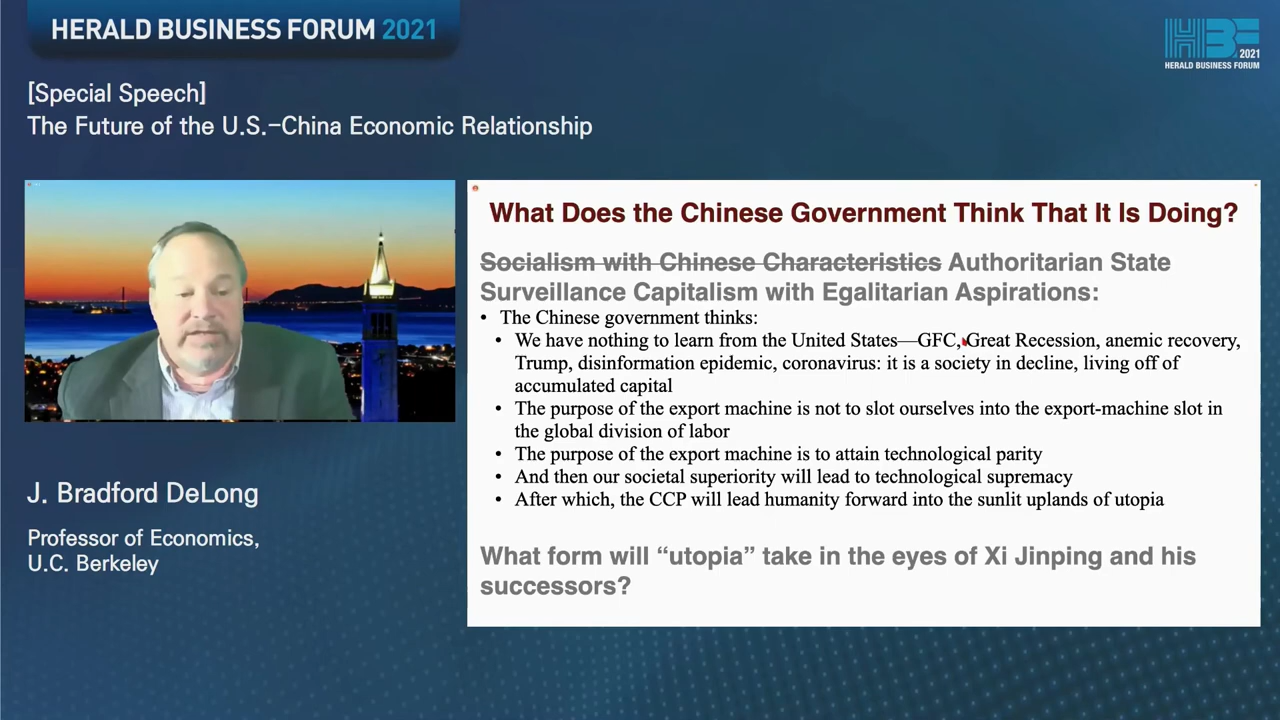 HERALD BUSINESS FORUM 2021
HBF
2021
HERALD BUSINESS FORUM
[Special Speech]
The Future of the U.S.-China Economic Relationship
What Does the Chinese Government Think That It Is Doing?
Socialism with Chinese Characteristics Authoritarian State
Surveillance Capitalism with Egalitarian Aspirations:
• The Chinese government thinks:
• We have nothing to learn from the United States—GFC, Great Recession, anemic recovery,
Trump, disinformation epidemic, coronavirus: it is a society in decline, living off of
accumulated capital
• The purpose of the export machine is not to slot ourselves into the export-machine slot in
the global division of labor
• The purpose of the export machine is to attain technological parity
• And then our societal superiority will lead to technological supremacy
• After which, the CCP will lead humanity forward into the sunlit uplands of utopia
What form will “utopia” take in the eyes of Xi Jinping and his
successors?
J. Bradford DeLong
Professor of Economics,
U.C. Berkeley